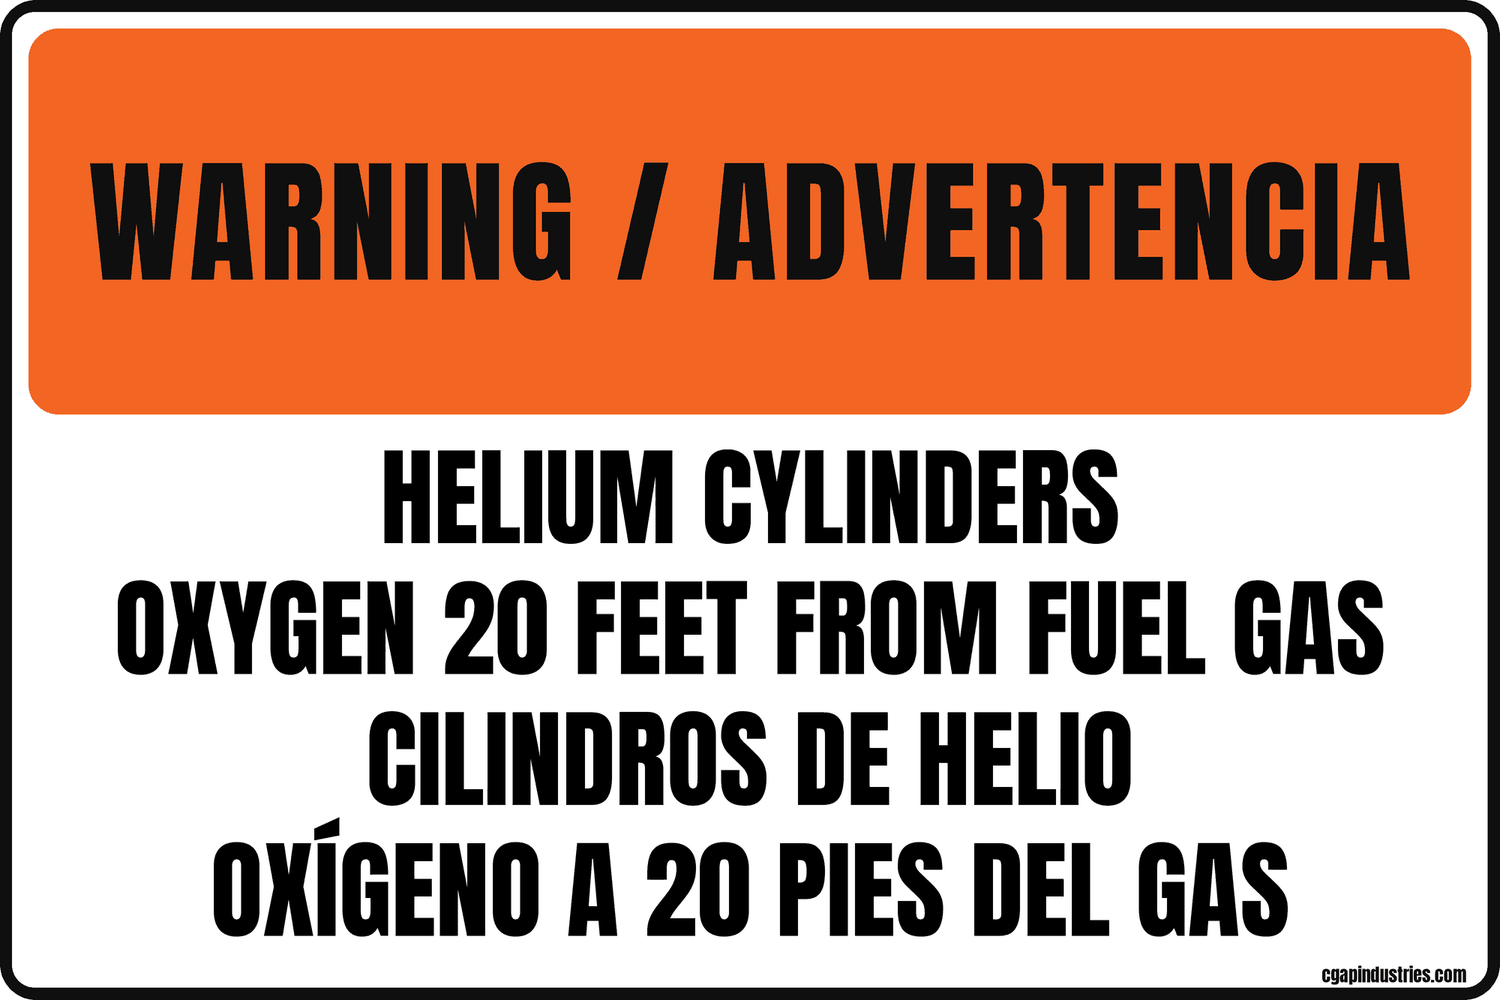 WARNING / ADVERTENCIA
HELIUM CYLINDERS
OXYGEN 20 FEET FROM FUEL GAS
CILINDROS DE HELIO
OXÍGENO A 20 PIES DEL GAS
cgapindustries.com